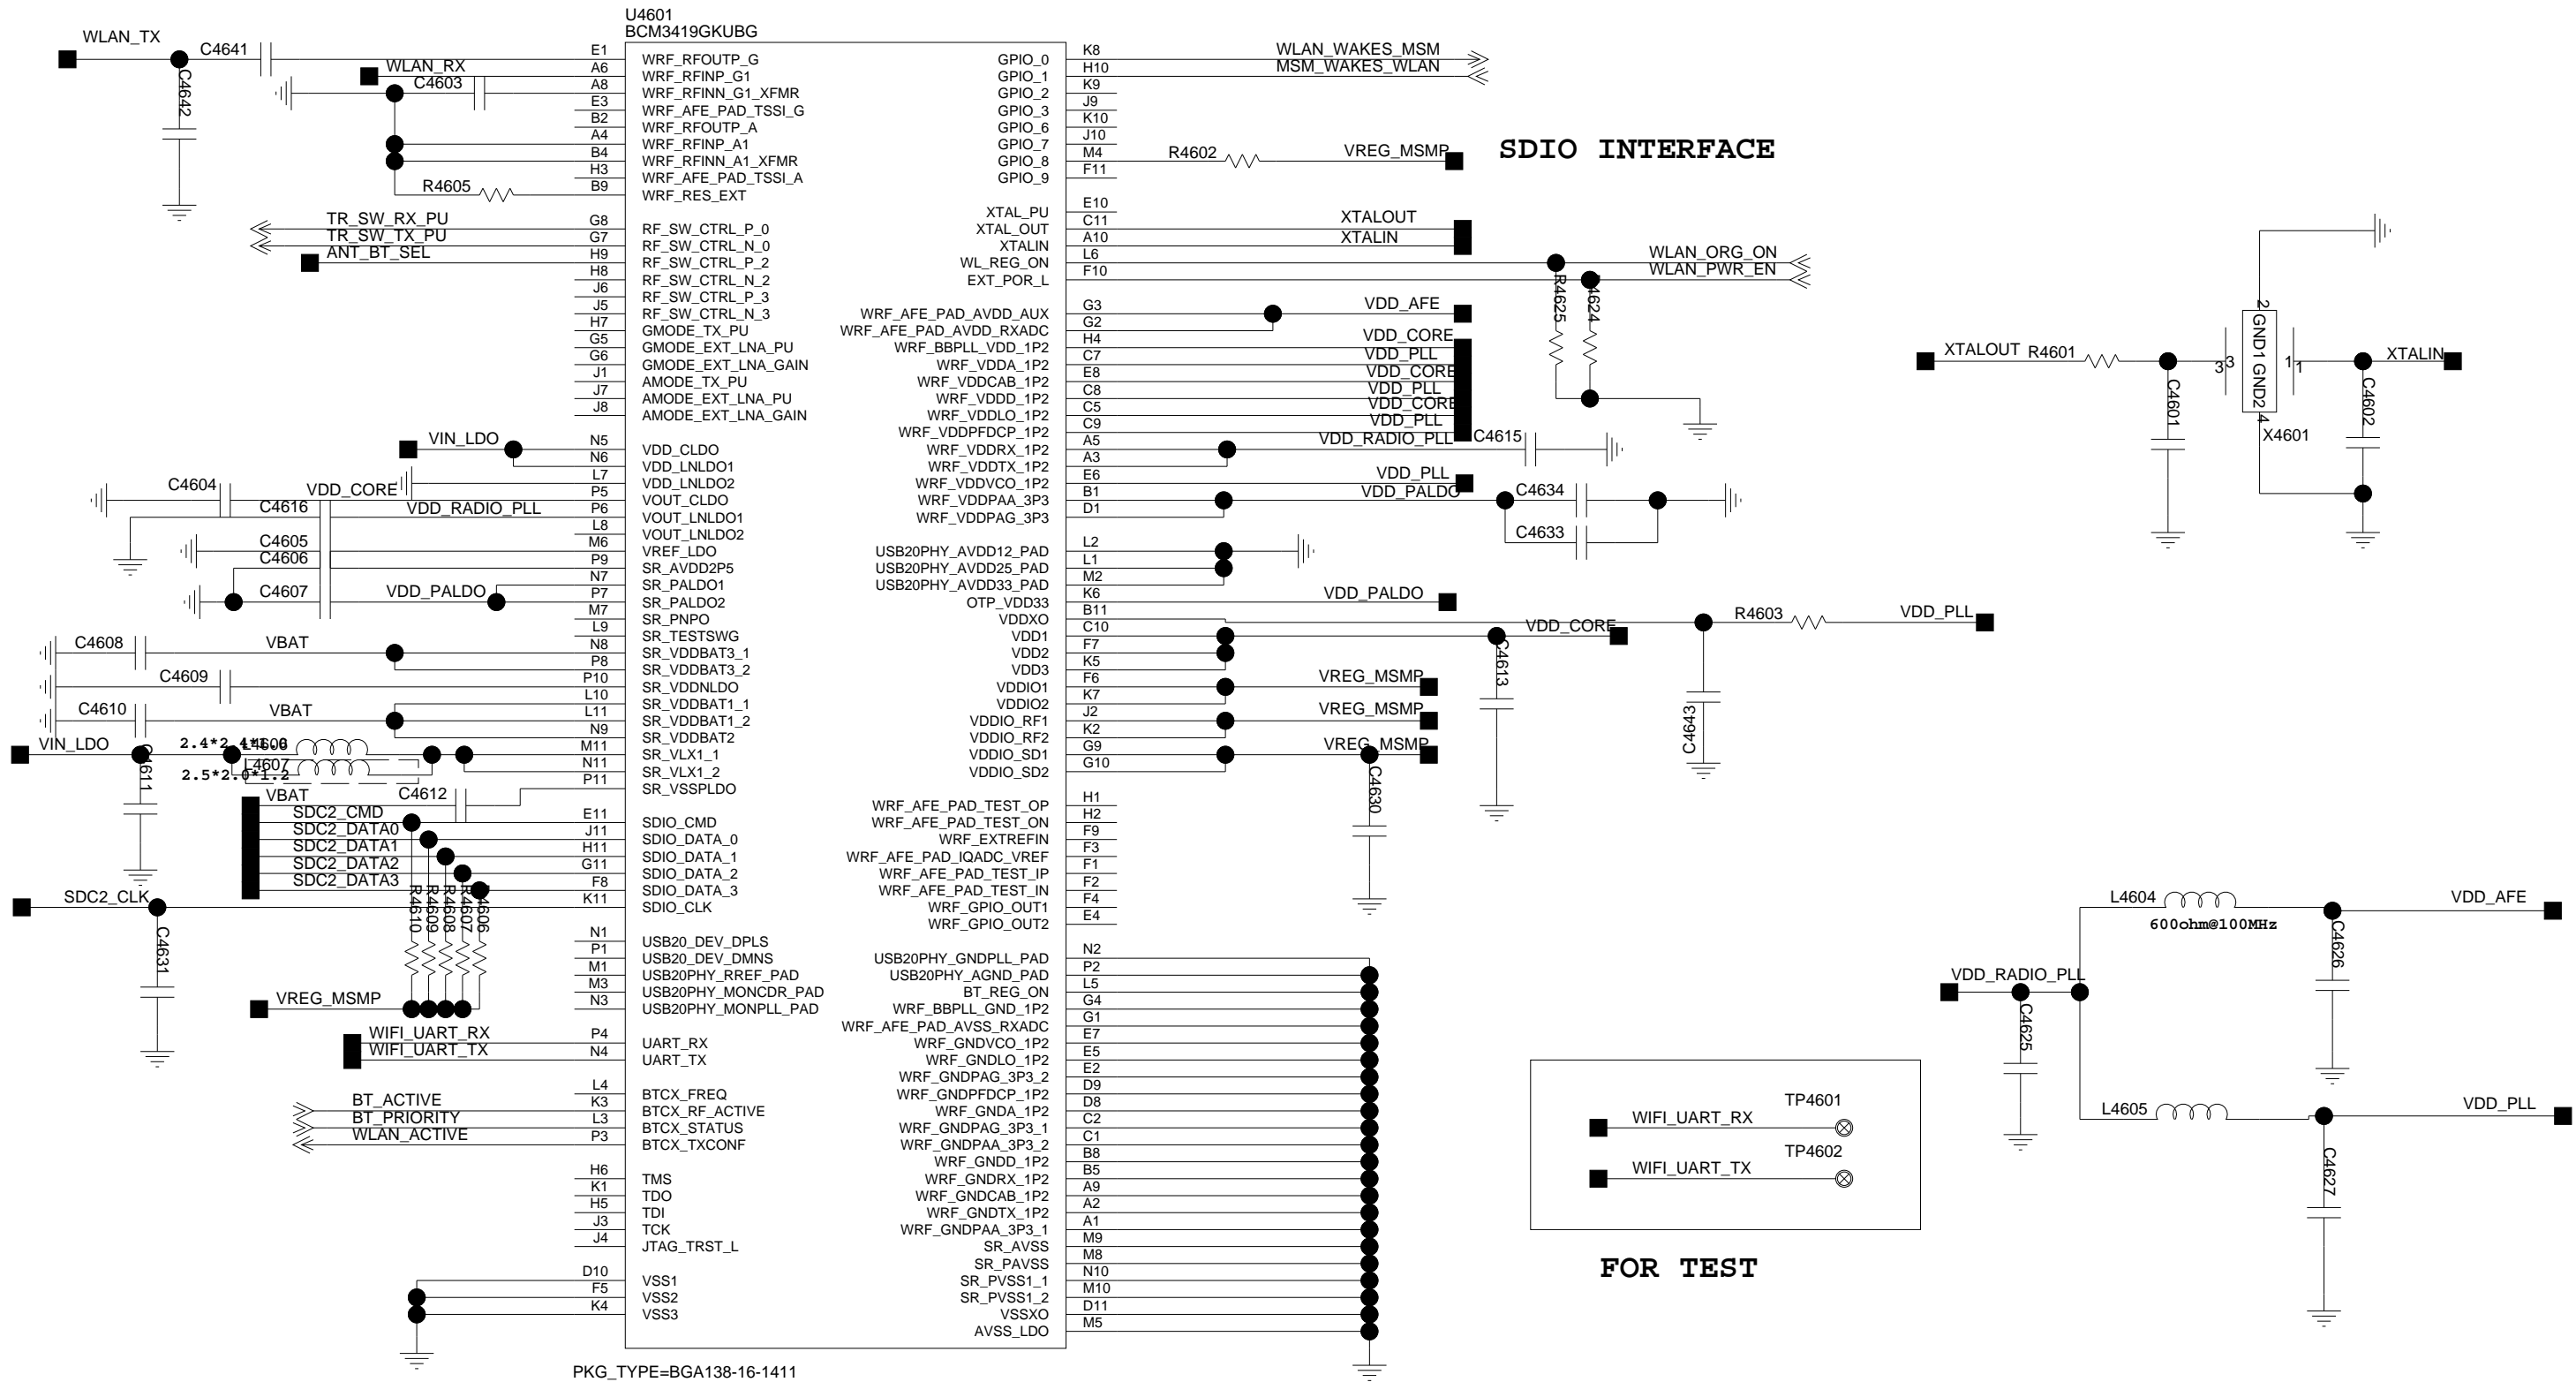 U4601
BCM3419GKUBG
WLAN_TX
C4641
C4642
WLAN_RX
C4603
R4605
TR_SW_RX_PU
TR_SW_TX_PU
ANT_BT_SEL
VIN_LDO
C4604
VDD_CORE
C4616
VDD_RADIO_PLL
C4605
C4606
C4607
VDD_PALDO
C4608
VBAT
C4609
C4610
VBAT
VIN_LDO
C4611
L4607
2.5*2.0*1.2
VBAT
C4612
SDC2_CMD
SDC2_DATA0
SDC2_DATA1
SDC2_DATA2
SDC2_DATA3
SDC2_CLK
C4631
R4610
R4609
R4608
R4607
VREG_MSMP
WIFI_UART_RX
WIFI_UART_TX
BT_ACTIVE
BT_PRIORITY
WLAN_ACTIVE
E1 WRF_RFOUTP_G
A6 WRF_RFINP_G1
A8 WRF_RFINN_G1_XFMR
E3 WRF_AFE_PAD_TSSI_G
B2 WRF_RFOUTP_A
A4 WRF_RFINP_A1
B4 WRF_RFINN_A1_XFMR
H3 WRF_AFE_PAD_TSSI_A
B9 WRF_RES_EXT
G8 RF_SW_CTRL_P_0
G7 RF_SW_CTRL_N_0
H9 RF_SW_CTRL_P_2
H8 RF_SW_CTRL_N_2
J6 RF_SW_CTRL_P_3
J5 RF_SW_CTRL_N_3
H7 GMODE_TX_PU
G5 GMODE_EXT_LNA_PU
G6 GMODE_EXT_LNA_GAIN
J1 AMODE_TX_PU
J7 AMODE_EXT_LNA_PU
J8 AMODE_EXT_LNA_GAIN
N5 VDD_CLDO
N6 VDD_LNLDO1
L7 VDD_LNLDO2
P5 VOUT_CLDO
P6 VOUT_LNLDO1
L8 VOUT_LNLDO2
M6 VREF_LDO
P9 SR_AVDD2P5
N7 SR_PALDO1
P7 SR_PALDO2
M7 SR_PNPO
L9 SR_TESTSWG
N8 SR_VDDBAT3_1
P8 SR_VDDBAT3_2
P10 SR_VDDNLDO
L10 SR_VDDBAT1_1
L11 SR_VDDBAT1_2
N9 SR_VDDBAT2
M11 SR_VLX1_1
N11 SR_VLX1_2
P11 SR_VSSPLDO
E11 SDIO_CMD
J11 SDIO_DATA_0
H11 SDIO_DATA_1
G11 SDIO_DATA_2
F8 SDIO_DATA_3
K11 SDIO_CLK
N1 USB20_DEV_DPLS
P1 USB20_DEV_DMNS
M1 USB20PHY_RREF_PAD
M3 USB20PHY_MONCDR_PAD
N3 USB20PHY_MONPLL_PAD
P4 UART_RX
N4 UART_TX
L4 BTCX_FREQ
K3 BTCX_RF_ACTIVE
L3 BTCX_STATUS
P3 BTCX_TXCONF
H6 TMS
K1 TDO
H5 TDI
J3 TCK
J4 JTAG_TRST_L
D10 VSS1
F5 VSS2
K4 VSS3
PKG_TYPE=BGA138-16-1411
GPIO_0 K8
GPIO_1 H10
GPIO_2 K9
GPIO_3 J9
GPIO_6 K10
GPIO_7 J10
GPIO_8 M4
GPIO_9 F11
XTAL_PU E10
XTAL_OUT C11
XTALIN A10
WL_REG_ON L6
EXT_POR_L F10
WRF_AFE_PAD_AVDD_AUX G3
WRF_AFE_PAD_AVDD_RXADC G2
WRF_BBPLL_VDD_1P2 H4
WRF_VDDA_1P2 C7
WRF_VDDCAB_1P2 E8
WRF_VDDD_1P2 C8
WRF_VDDLO_1P2 C5
WRF_VDDPFDCP_1P2 C9
WRF_VDDRX_1P2 A5
WRF_VDDTX_1P2 A3
WRF_VDDVCO_1P2 E6
WRF_VDDPAA_3P3 B1
WRF_VDDPAG_3P3 D1
USB20PHY_AVDD12_PAD L2
USB20PHY_AVDD25_PAD L1
USB20PHY_AVDD33_PAD M2
OTP_VDD33 K6
VDDXO B11
VDD1 C10
VDD2 F7
VDD3 K5
VDDIO1 F6
VDDIO2 K7
VDDIO_RF1 J2
VDDIO_RF2 K2
VDDIO_SD1 G9
VDDIO_SD2 G10
WRF_AFE_PAD_TEST_OP H1
WRF_AFE_PAD_TEST_ON H2
WRF_EXTREFIN F9
WRF_AFE_PAD_IQADC_VREF F3
WRF_AFE_PAD_TEST_IP F1
WRF_AFE_PAD_TEST_IN F2
WRF_GPIO_OUT1 F4
WRF_GPIO_OUT2 E4
USB20PHY_GNDPLL_PAD N2
USB20PHY_AGND_PAD P2
BT_REG_ON L5
WRF_BBPLL_GND_1P2 G4
WRF_AFE_PAD_AVSS_RXADC G1
WRF_GNDVCO_1P2 E7
WRF_GNDLO_1P2 E5
WRF_GNDPAG_3P3_2 E2
WRF_GNDPFDCP_1P2 D9
WRF_GNDA_1P2 D8
WRF_GNDPAG_3P3_1 C2
WRF_GNDPAA_3P3_2 C1
WRF_GNDD_1P2 B8
WRF_GNDRX_1P2 B5
WRF_GNDCAB_1P2 A9
WRF_GNDTX_1P2 A2
WRF_GNDPAA_3P3_1 A1
SR_AVSS M9
SR_PAVSS M8
SR_PVSS1_1 N10
SR_PVSS1_2 M10
VSSXO D11
AVSS_LDO M5
WLAN_WAKES_MSM
MSM_WAKES_WLAN
R4602
VREG_MSMP
SDIO INTERFACE
XTALOUT
XTALIN
WLAN_ORG_ON
WLAN_PWR_EN
R4625
VDD_AFE
VDD_CORE
VDD_PLL
VDD_CORE
VDD_PLL
VDD_CORE
VDD_PLL
VDD_RADIO_PLL
C4615
VDD_PLL
VDD_PALDO
C4634
C4633
VDD_PALDO
R4603
VDD_PLL
VDD_CORE
C4613
C4643
VREG_MSMP
VREG_MSMP
VREG_MSMP
C4630
XTALOUT
R4601
C4601
3
3
2
GND1 GND2
4
1
1
X4601
C4602
XTALIN
L4604
600ohm@100MHz
VDD_AFE
C4626
VDD_RADIO_PLL
C4625
L4605
VDD_PLL
C4627
TP4601
WIFI_UART_RX
TP4602
WIFI_UART_TX
FOR TEST